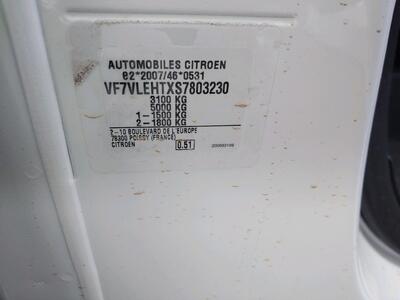 AUTOMOBILES CITROEN
e2*2007/46*0531
VF7VLEHTXS7803230
3100 KG
5000 KG
1-1500 KG
2-1800 KG
2-10 BOULEVARD DE L'EUROPE
78300 POISSY (FRANCE)
CITROEN 0.51